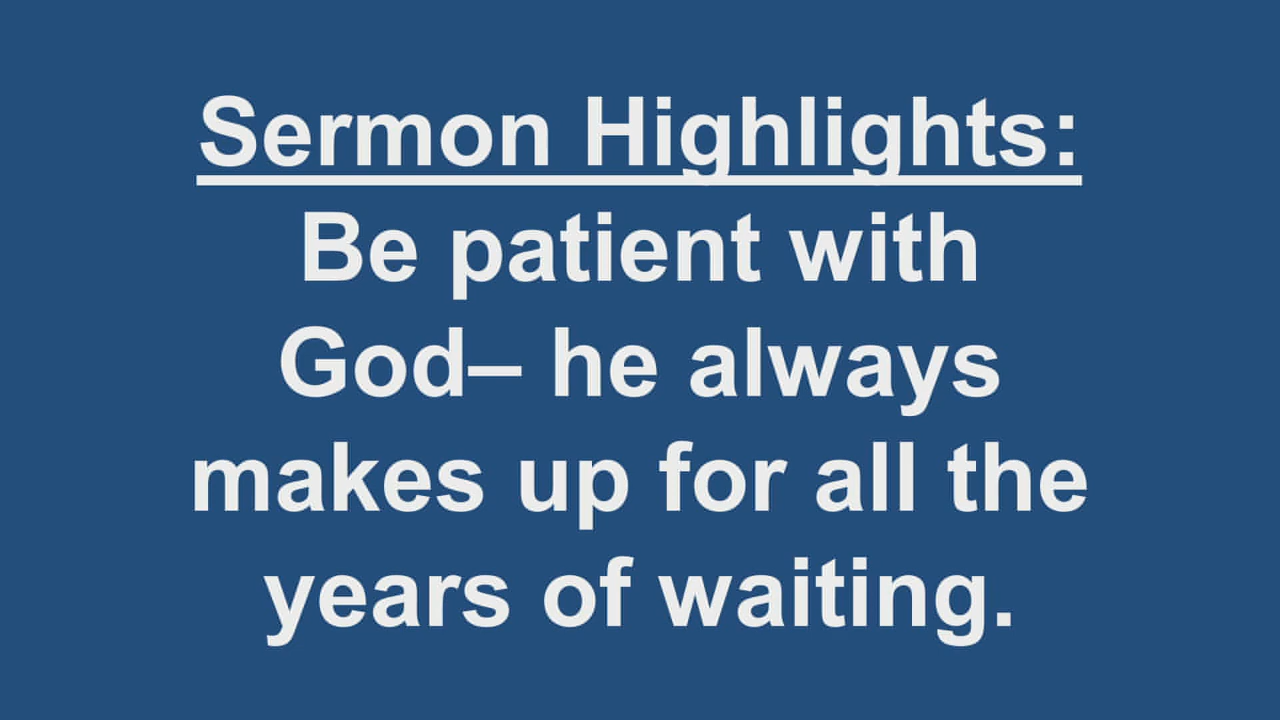 Sermon Highlights:
Be patient with
God– he always
makes up for all the
years of waiting.